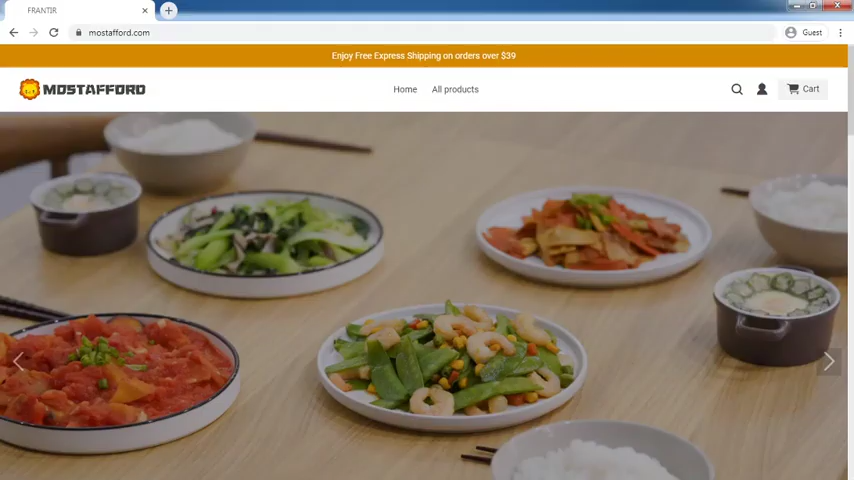 FRANTIR
mostafford.com
Guest
Enjoy Free Express Shipping on orders over $39
MOSTAFFORD
Home
All products
Cart